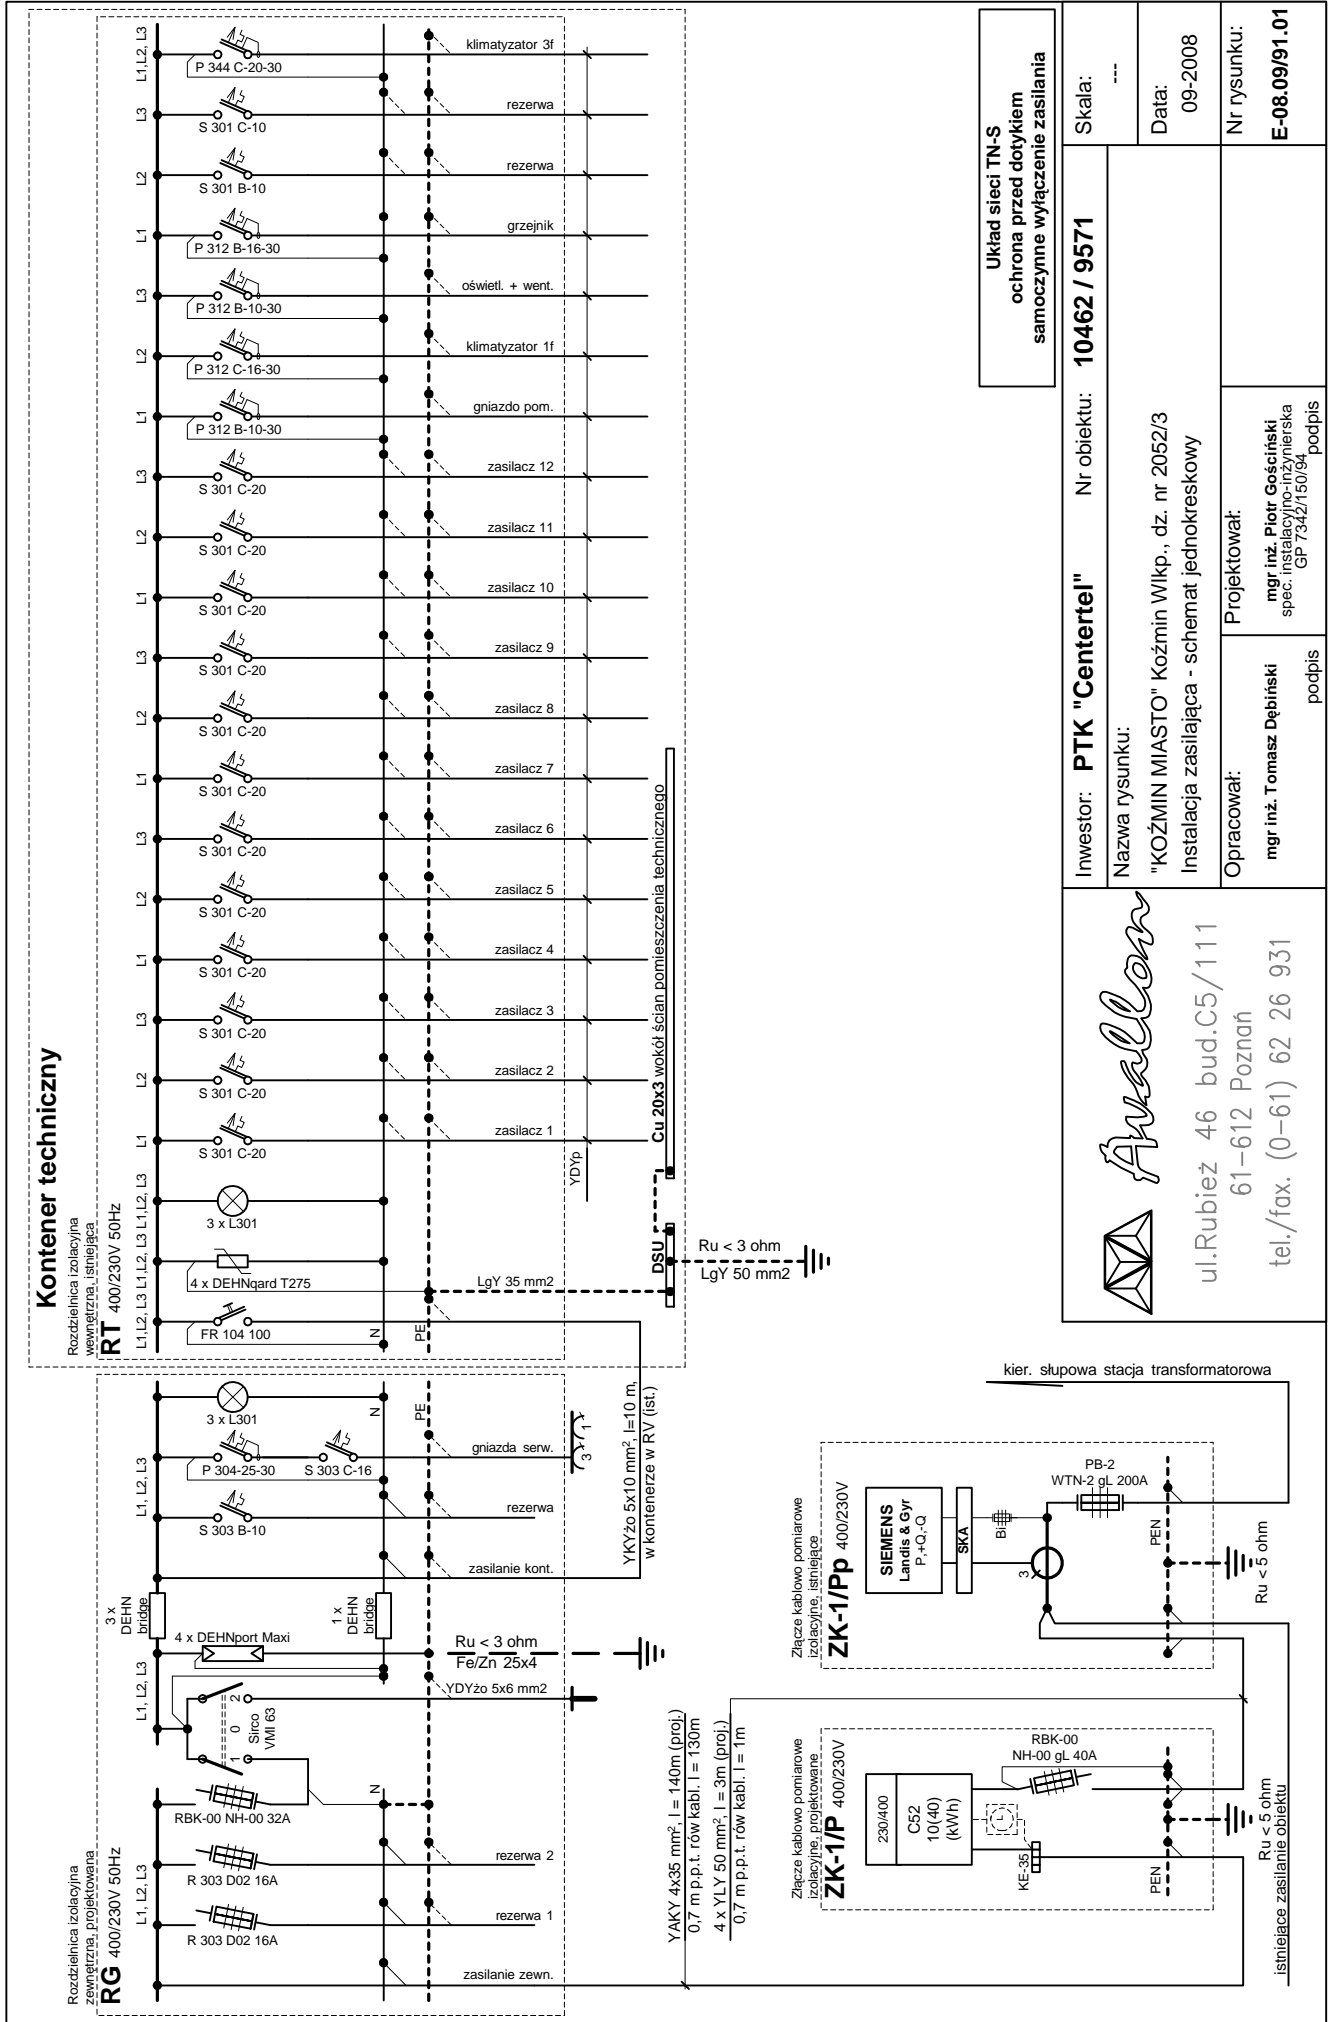 Kontener techniczny
Rozdzielnica izolacyjna
wewnętrzna, istniejąca
RT 400/230V 50Hz
L1,L2, L3
L1,L2, L3
L1,L2, L3
L1
L2
L3
L1
L2
L3
L1
L2
L3
L1
L2
L3
L1
L2
L3
L1
L2
L3
L1,L2, L3
FR 104 100
4 x DEHNqard T275
3 x L301
S 301 C-20
S 301 C-20
S 301 C-20
S 301 C-20
S 301 C-20
S 301 C-20
S 301 C-20
S 301 C-20
S 301 C-20
S 301 C-20
S 301 C-20
S 301 C-20
P 312 B-10-30
P 312 C-16-30
P 312 B-10-30
P 312 B-16-30
S 301 B-10
S 301 C-10
P 344 C-20-30
N
PE
LgY 35 mm2
zasilacz 1
zasilacz 2
zasilacz 3
zasilacz 4
zasilacz 5
zasilacz 6
zasilacz 7
zasilacz 8
zasilacz 9
zasilacz 10
zasilacz 11
zasilacz 12
gniazdo pom.
klimatyzator 1f
oświetl. + went.
grzejnik
rezerwa
rezerwa
klimatyzator 3f
YDYp
DSU
Cu 20x3 wokół ścian pomieszczenia technicznego
Ru < 3 ohm
LgY 50 mm2
Rozdzielnica izolacyjna
zewnętrzna, projektowana
RG 400/230V 50Hz
L1, L2, L3
L1, L2, L3
L1, L2, L3
R 303 D02 16A
R 303 D02 16A
RBK-00 NH-00 32A
1 0 2
Sirco
VMI 63
4 x DEHNport Maxi
3 x
DEHN
bridge
1 x
DEHN
bridge
S 303 B-10
P 304-25-30
S 303 C-16
3 x L301
N
N
PE
zasilanie zewn.
rezerwa 1
rezerwa 2
YDYżo 5x6 mm2
Ru < 3 ohm
Fe/Zn 25x4
zasilanie kont.
rezerwa
gniazda serw.
3 1
YKYżo 5x10 mm², l=10 m,
w kontenerze w RV (ist.)
YAKY 4x35 mm², l = 140m (proj.)
0,7 m p.p.t. rów kabl. l = 130m
4 x YLY 50 mm², l = 3m (proj.)
0,7 m p.p.t. rów kabl. l = 1m
Złącze kablowo pomiarowe
izolacyjne, projektowane
ZK-1/P 400/230V
230/400
C52
10(40)
(kWh)
KE-35
RBK-00
NH-00 gL 40A
PEN
Ru < 5 ohm
istniejące zasilanie obiektu
Złącze kablowo pomiarowe
izolacyjne, istniejące
ZK-1/Pp 400/230V
SIEMENS
Landis & Gyr
P,+Q,-Q
SKA
Bi
3
PB-2
WTN-2 gL 200A
PEN
Ru < 5 ohm
kier. słupowa stacja transformatorowa
Układ sieci TN-S
ochrona przed dotykiem
samoczynne wyłączenie zasilania
Avallon
ul.Rubież 46 bud.C5/111
61-612 Poznań
tel./fax. (0-61) 62 26 931
Inwestor: PTK "Centertel"
Nr obiektu: 10462 / 9571
Skala:
---
Nazwa rysunku:
"KOŹMIN MIASTO" Koźmin Wlkp., dz. nr 2052/3
Instalacja zasilająca - schemat jednokreskowy
Data:
09-2008
Opracował:
mgr inż. Tomasz Dębiński
podpis
Projektował:
mgr inż. Piotr Gościński
spec. instalacyjno-inżynierska
GP 7342/150/94
podpis
Nr rysunku:
E-08.09/91.01